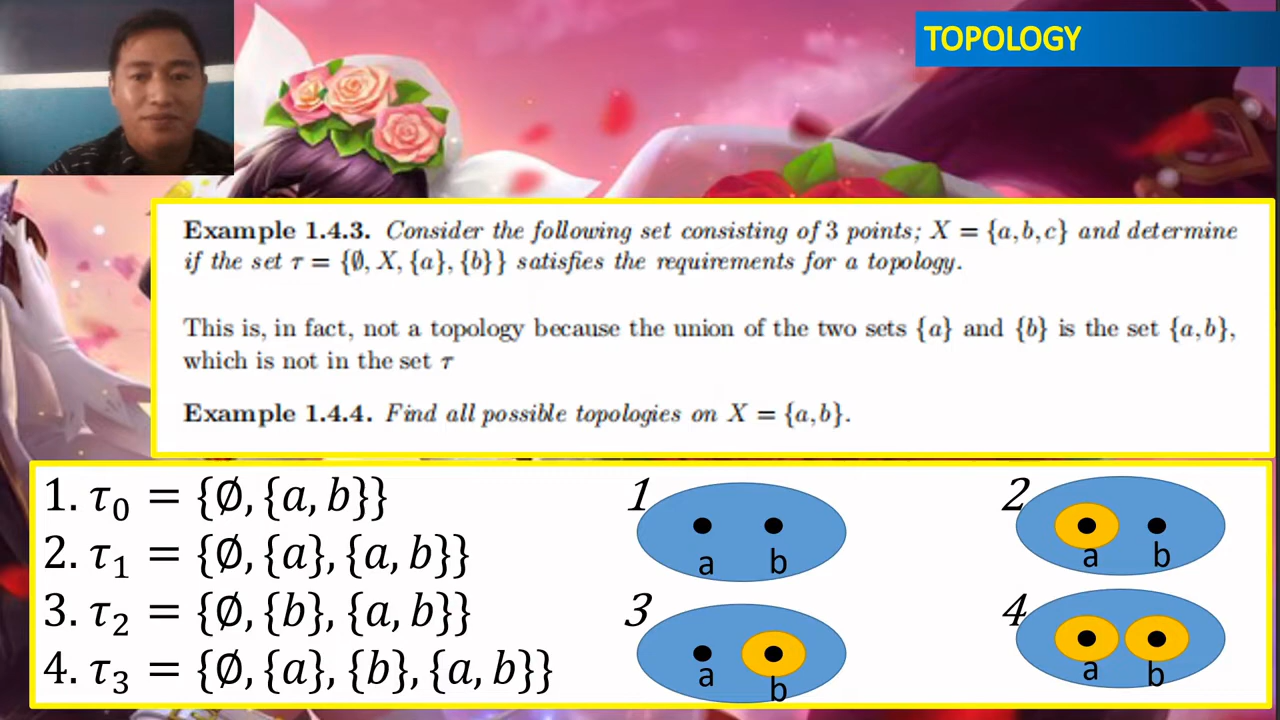 TOPOLOGY
Example 1.4.3. Consider the following set consisting of 3 points; X = {a,b,c} and determine
if the set τ = {∅, X, {a}, {b}} satisfies the requirements for a topology.
This is, in fact, not a topology because the union of the two sets {a} and {b} is the set {a,b},
which is not in the set τ
Example 1.4.4. Find all possible topologies on X = {a,b}.
1. τ₀ = {∅, {a, b}}
2. τ₁ = {∅, {a}, {a, b}}
3. τ₂ = {∅, {b}, {a, b}}
4. τ₃ = {∅, {a}, {b}, {a, b}}
1
a b
2
a b
3
a b
4
a b